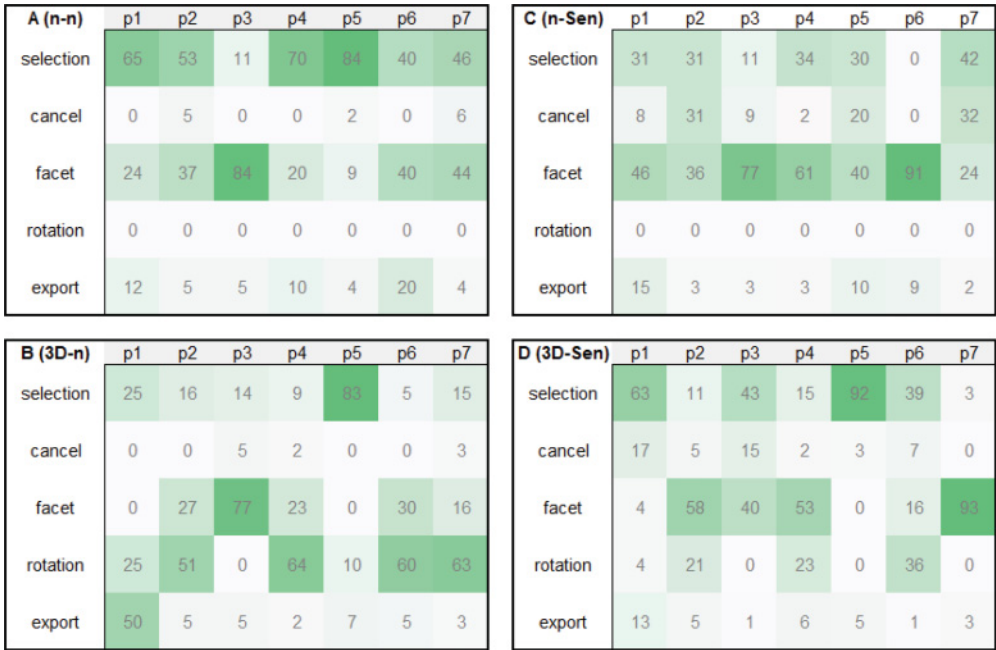 A (n-n) p1 p2 p3 p4 p5 p6 p7
selection 65 53 11 70 84 40 46
cancel 0 5 0 0 2 0 6
facet 24 37 84 20 9 40 44
rotation 0 0 0 0 0 0 0
export 12 5 5 10 4 20 4
C (n-Sen) p1 p2 p3 p4 p5 p6 p7
selection 31 31 11 34 30 0 42
cancel 8 31 9 2 20 0 32
facet 46 36 77 61 40 91 24
rotation 0 0 0 0 0 0 0
export 15 3 3 3 10 9 2
B (3D-n) p1 p2 p3 p4 p5 p6 p7
selection 25 16 14 9 83 5 15
cancel 0 0 5 2 0 0 3
facet 0 27 77 23 0 30 16
rotation 25 51 0 64 10 60 63
export 50 5 5 2 7 5 3
D (3D-Sen) p1 p2 p3 p4 p5 p6 p7
selection 63 11 43 15 92 39 3
cancel 17 5 15 2 3 7 0
facet 4 58 40 53 0 16 93
rotation 4 21 0 23 0 36 0
export 13 5 1 6 5 1 3